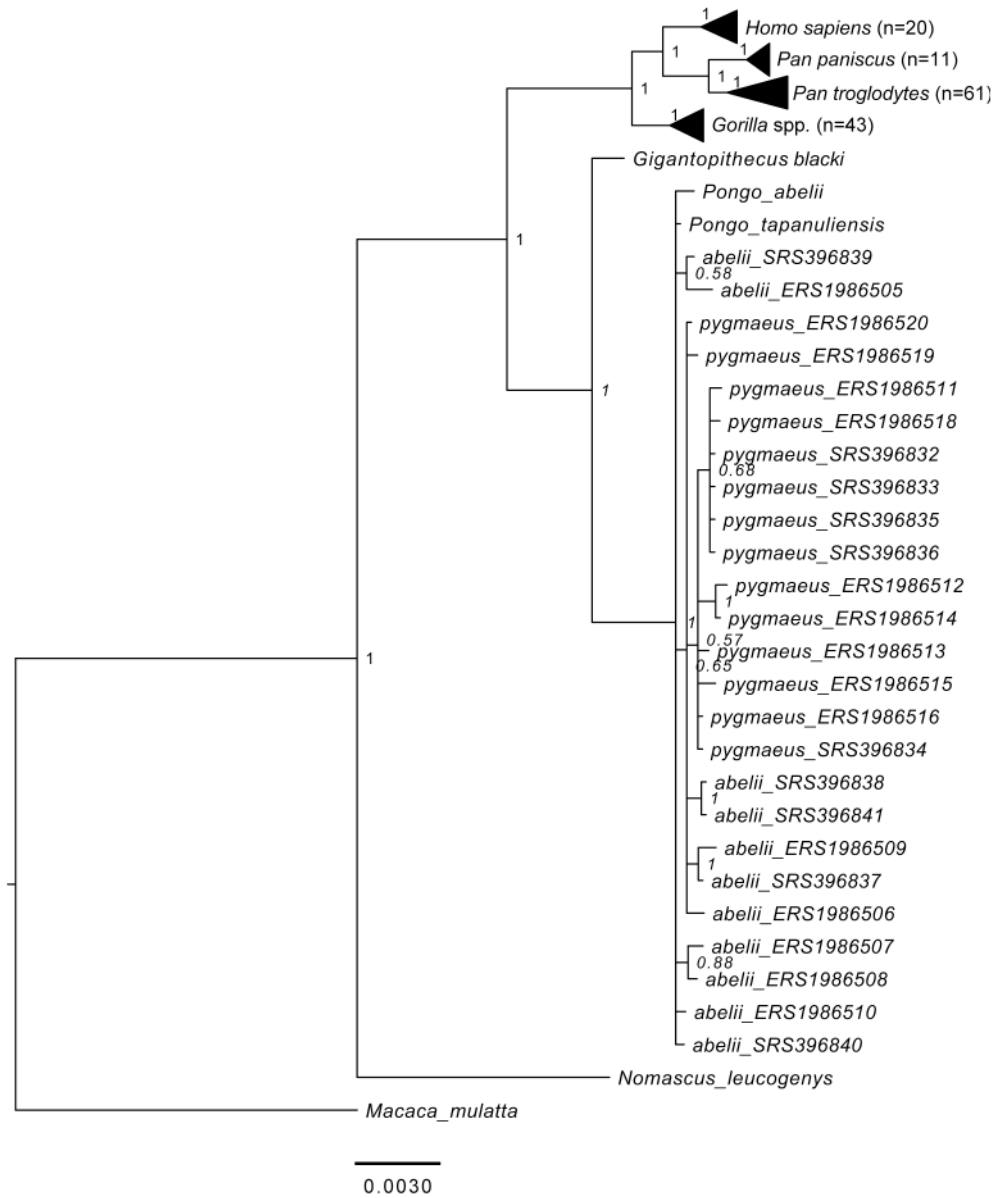 1
Homo sapiens (n=20)
1
1
Pan paniscus (n=11)
1
1
Pan troglodytes (n=61)
1
1
Gorilla spp. (n=43)
Gigantopithecus blacki
Pongo_abelii
Pongo_tapanuliensis
1
abelii_SRS396839
0.58
abelii_ERS1986505
pygmaeus_ERS1986520
pygmaeus_ERS1986519
pygmaeus_ERS1986511
1
pygmaeus_ERS1986518
pygmaeus_SRS396832
0.68
pygmaeus_SRS396833
pygmaeus_SRS396835
pygmaeus_SRS396836
pygmaeus_ERS1986512
1
pygmaeus_ERS1986514
1
0.57
pygmaeus_ERS1986513
1
0.65
pygmaeus_ERS1986515
pygmaeus_ERS1986516
pygmaeus_SRS396834
abelii_SRS396838
1
abelii_SRS396841
abelii_ERS1986509
1
abelii_SRS396837
abelii_ERS1986506
abelii_ERS1986507
0.88
abelii_ERS1986508
abelii_ERS1986510
abelii_SRS396840
Nomascus_leucogenys
Macaca_mulatta
0.0030